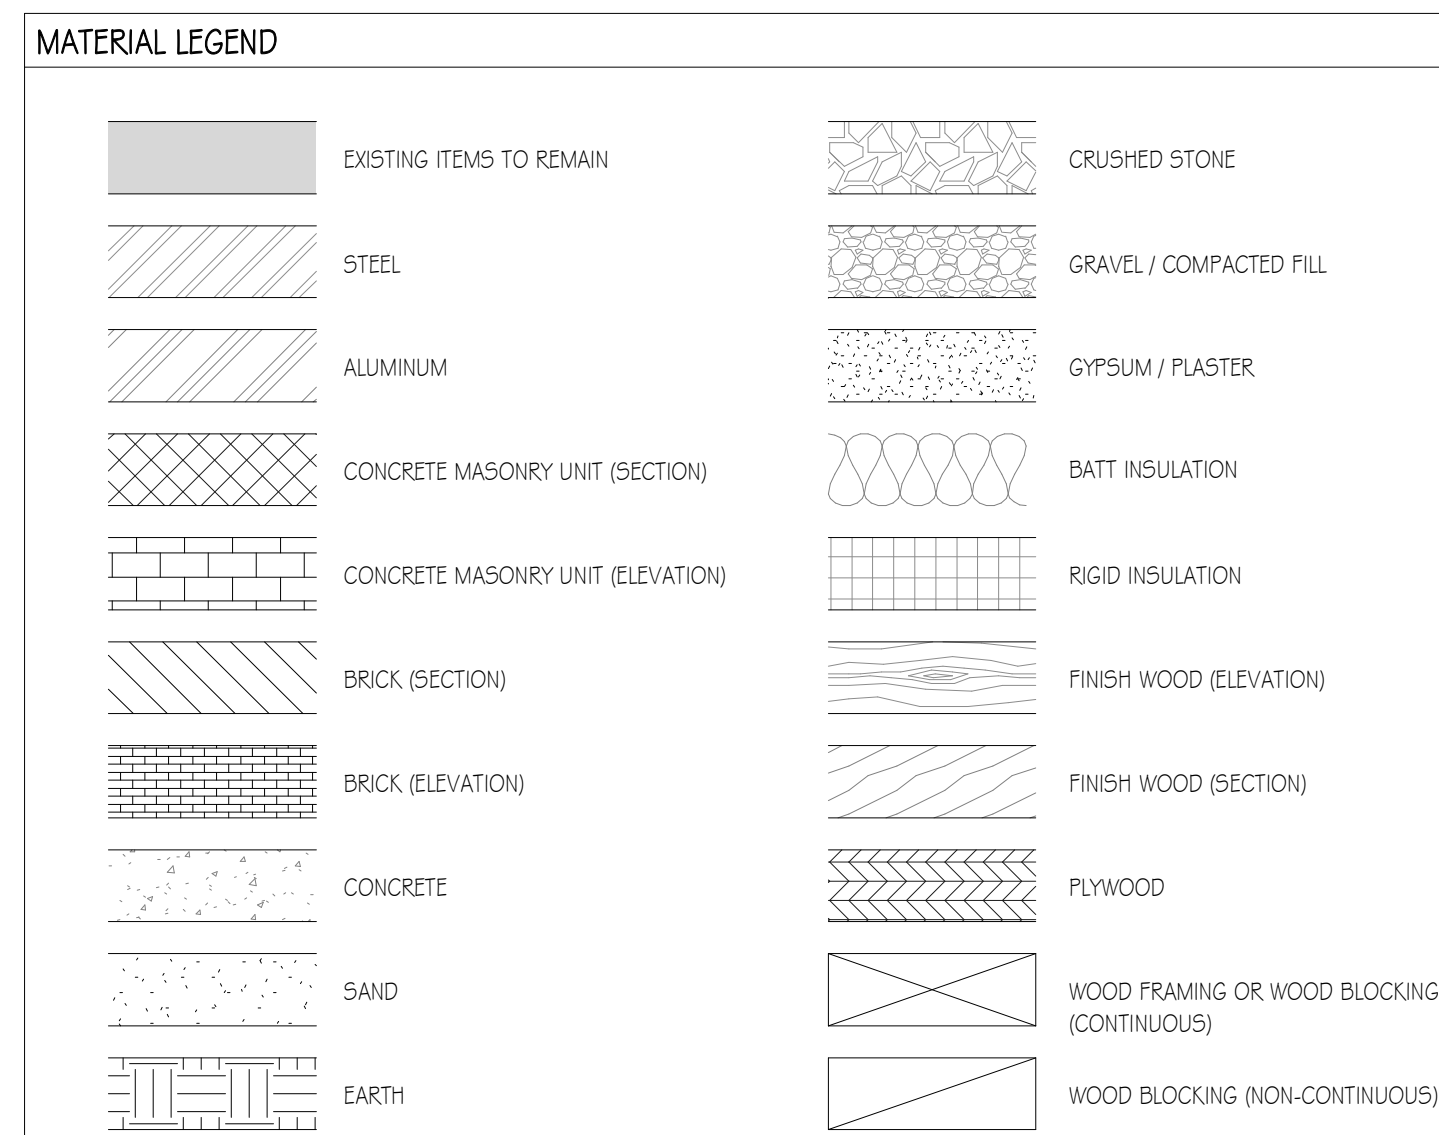 MATERIAL LEGEND
EXISTING ITEMS TO REMAIN
STEEL
ALUMINUM
CONCRETE MASONRY UNIT (SECTION)
CONCRETE MASONRY UNIT (ELEVATION)
BRICK (SECTION)
BRICK (ELEVATION)
CONCRETE
SAND
EARTH
CRUSHED STONE
GRAVEL / COMPACTED FILL
GYPSUM / PLASTER
BATT INSULATION
RIGID INSULATION
FINISH WOOD (ELEVATION)
FINISH WOOD (SECTION)
PLYWOOD
WOOD FRAMING OR WOOD BLOCKING
(CONTINUOUS)
WOOD BLOCKING (NON-CONTINUOUS)